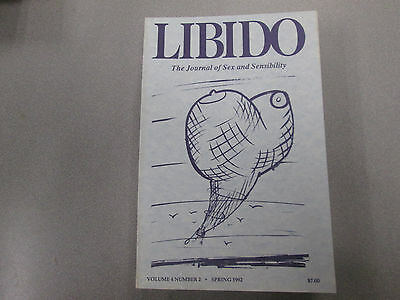 LIBIDO
The Journal of Sex and Sensibility
VOLUME 4 NUMBER 2 • SPRING 1992 $7.00